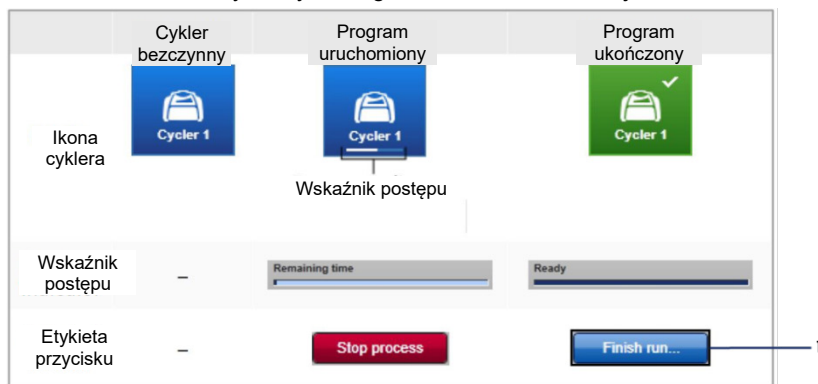 Cykler
bezczynny
Program
uruchomiony
Program
ukończony
Ikona
cyklera
Cycler 1
Cycler 1
Cycler 1
Wskaźnik postępu
Wskaźnik
postępu
–
Remaining time
Ready
Etykieta
przycisku
–
Stop process
Finish run...